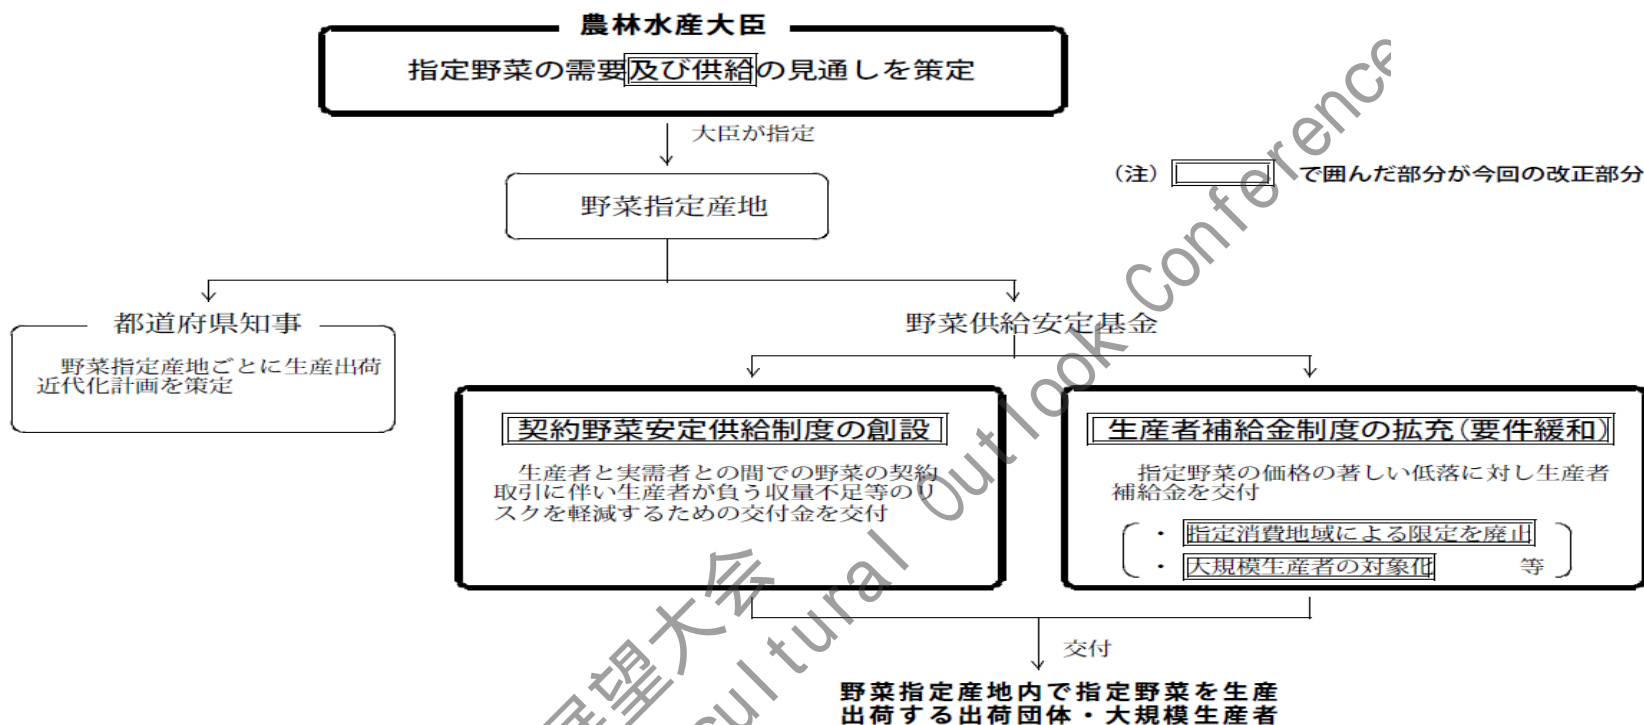 農林水産大臣
指定野菜の需要及び供給の見通しを策定
大臣が指定
(注) で囲んだ部分が今回の改正部分
野菜指定産地
都道府県知事
野菜指定産地ごとに生産出荷
近代化計画を策定
野菜供給安定基金
契約野菜安定供給制度の創設
生産者と実需者との間での野菜の契約
取引に伴い生産者が負う収量不足等のリ
スクを軽減するための交付金を交付
生産者補給金制度の拡充(要件緩和)
指定野菜の価格の著しい低落に対し生産者
補給金を交付
・ 指定消費地域による限定を廃止
・ 大規模生産者の対象化 等
交付
野菜指定産地内で指定野菜を生産
出荷する出荷団体・大規模生産者
展望大会
cultural Outlook Conference